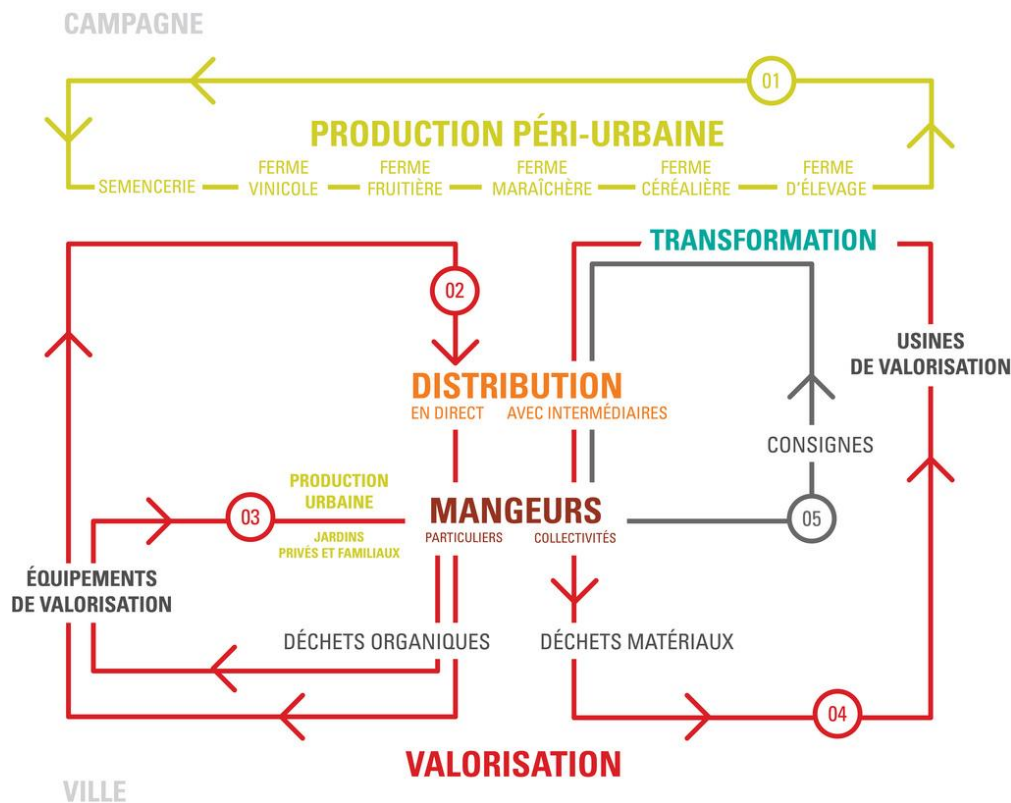 CAMPAGNE
01
PRODUCTION PÉRI-URBAINE
SEMENCERIE
FERME
VINICOLE
FERME
FRUITIÈRE
FERME
MARAÎCHÈRE
FERME
CÉRÉALIÈRE
FERME
D'ÉLEVAGE
TRANSFORMATION
02
USINES
DE VALORISATION
DISTRIBUTION
EN DIRECT AVEC INTERMÉDIAIRES
CONSIGNES
PRODUCTION
URBAINE
03
JARDINS
PRIVÉS ET FAMILIAUX
MANGEURS
PARTICULIERS COLLECTIVITÉS
05
ÉQUIPEMENTS
DE VALORISATION
DÉCHETS ORGANIQUES
DÉCHETS MATÉRIAUX
04
VALORISATION
VILLE